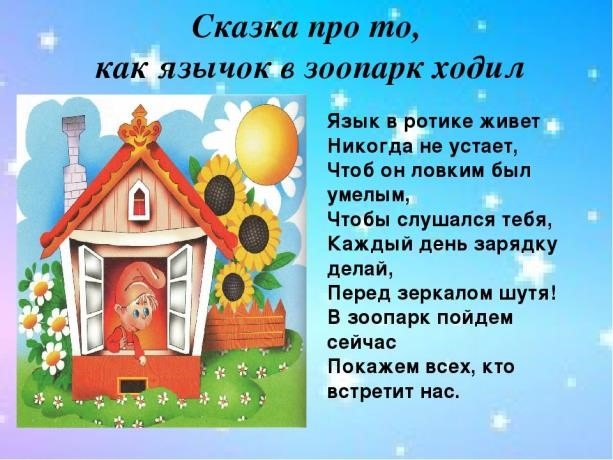 Сказка про то,
как язычок в зоопарк ходил
Язык в ротике живет
Никогда не устает,
Чтоб он ловким был
умелым,
Чтобы слушался тебя,
Каждый день зарядку
делай,
Перед зеркалом шутя!
В зоопарк пойдем
сейчас
Покажем всех, кто
встретит нас.